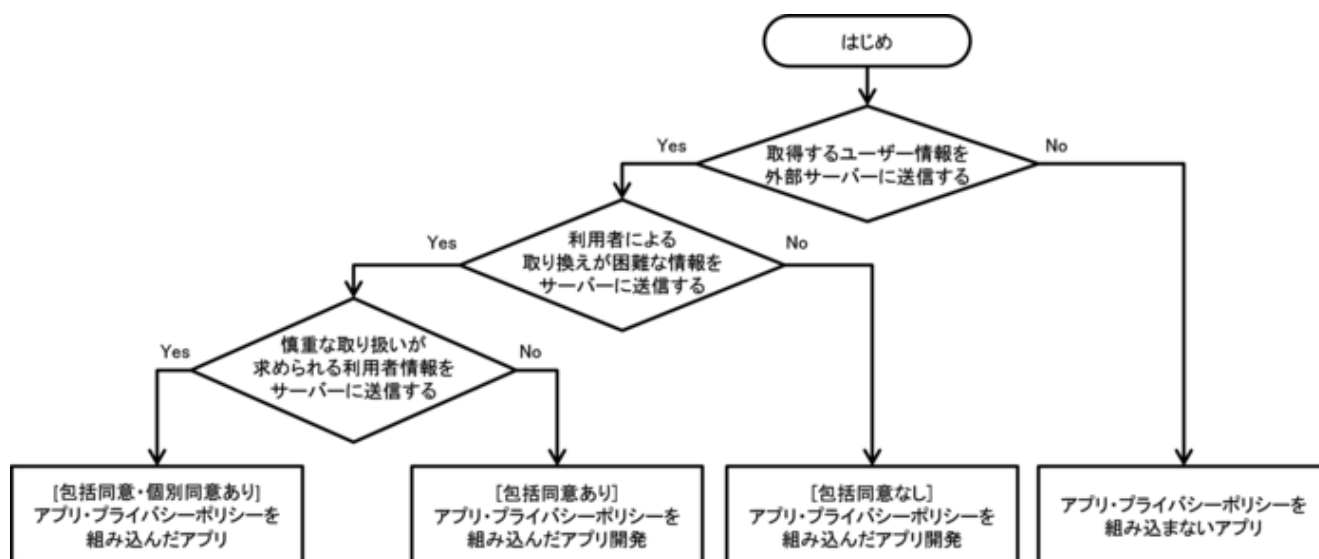 はじめ
Yes
取得するユーザー情報を
外部サーバーに送信する
No
Yes
利用者による
取り換えが困難な情報を
サーバーに送信する
No
Yes
慎重な取り扱いが
求められる利用者情報を
サーバーに送信する
No
[包括同意・個別同意あり]
アプリ・プライバシーポリシーを
組み込んだアプリ
[包括同意あり]
アプリ・プライバシーポリシーを
組み込んだアプリ開発
[包括同意なし]
アプリ・プライバシーポリシーを
組み込んだアプリ開発
アプリ・プライバシーポリシーを
組み込まないアプリ